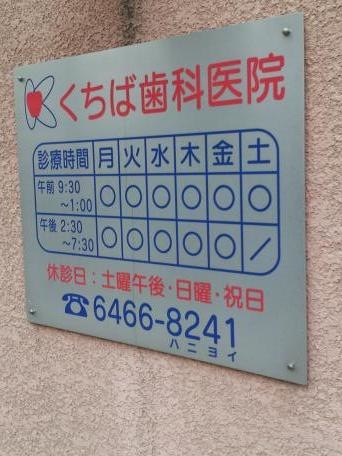 くちば歯科医院
診療時間 月 火 水 木 金 土
午前 9:30 ○ ○ ○ ○ ○ ○
～1:00
午後 2:30 ○ ○ ○ ○ ○ ／
～7:30
休診日：土曜午後・日曜・祝日
☎6466-8241
ハニヨイ